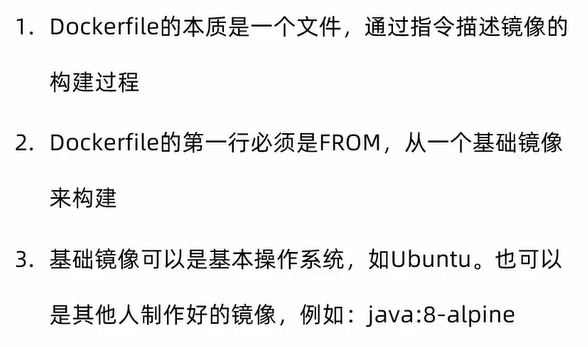 1. Dockerfile的本质是一个文件，通过指令描述镜像的
构建过程
2. Dockerfile的第一行必须是FROM，从一个基础镜像
来构建
3. 基础镜像可以是基本操作系统，如Ubuntu。也可以
是其他人制作好的镜像，例如：java:8-alpine